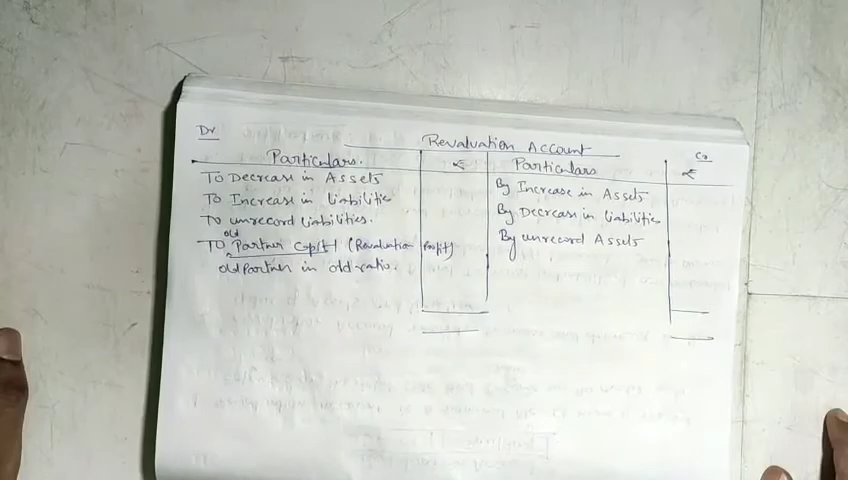 Revaluation Account
Dr
Cr
Particulars.
₹
Particulars
₹
To Decrease in Assets
To Increase in Liabilities
To unrecord liabilities.
To old Partner Capital (Revaluation Profit)
old Partner in old ratio.
By Increase in Assets
By Decrease in liabilities
By unrecord Assets